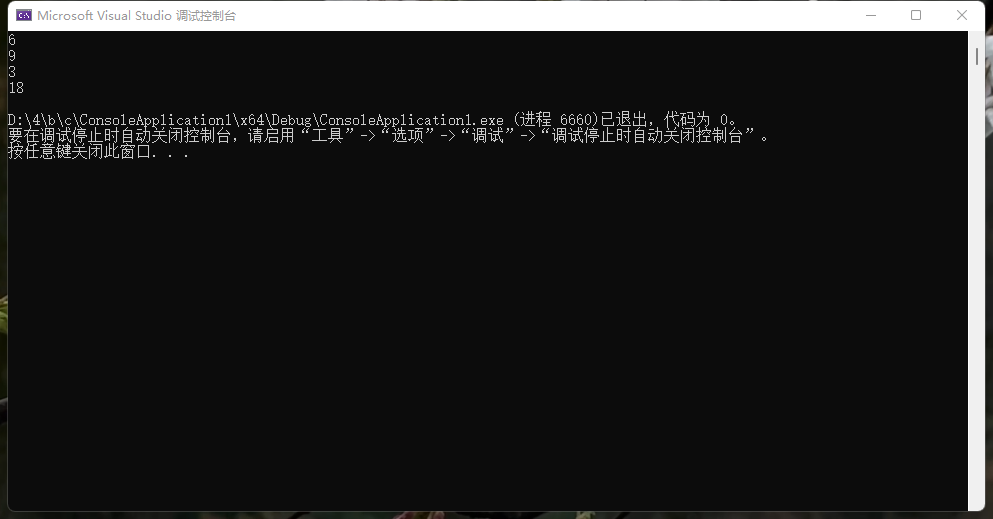 Microsoft Visual Studio 调试控制台
6
9
3
18
D:\4\b\c\ConsoleApplication1\x64\Debug\ConsoleApplication1.exe (进程 6660)已退出，代码为 0。
要在调试停止时自动关闭控制台，请启用“工具”->“选项”->“调试”->“调试停止时自动关闭控制台”。
按任意键关闭此窗口. . .